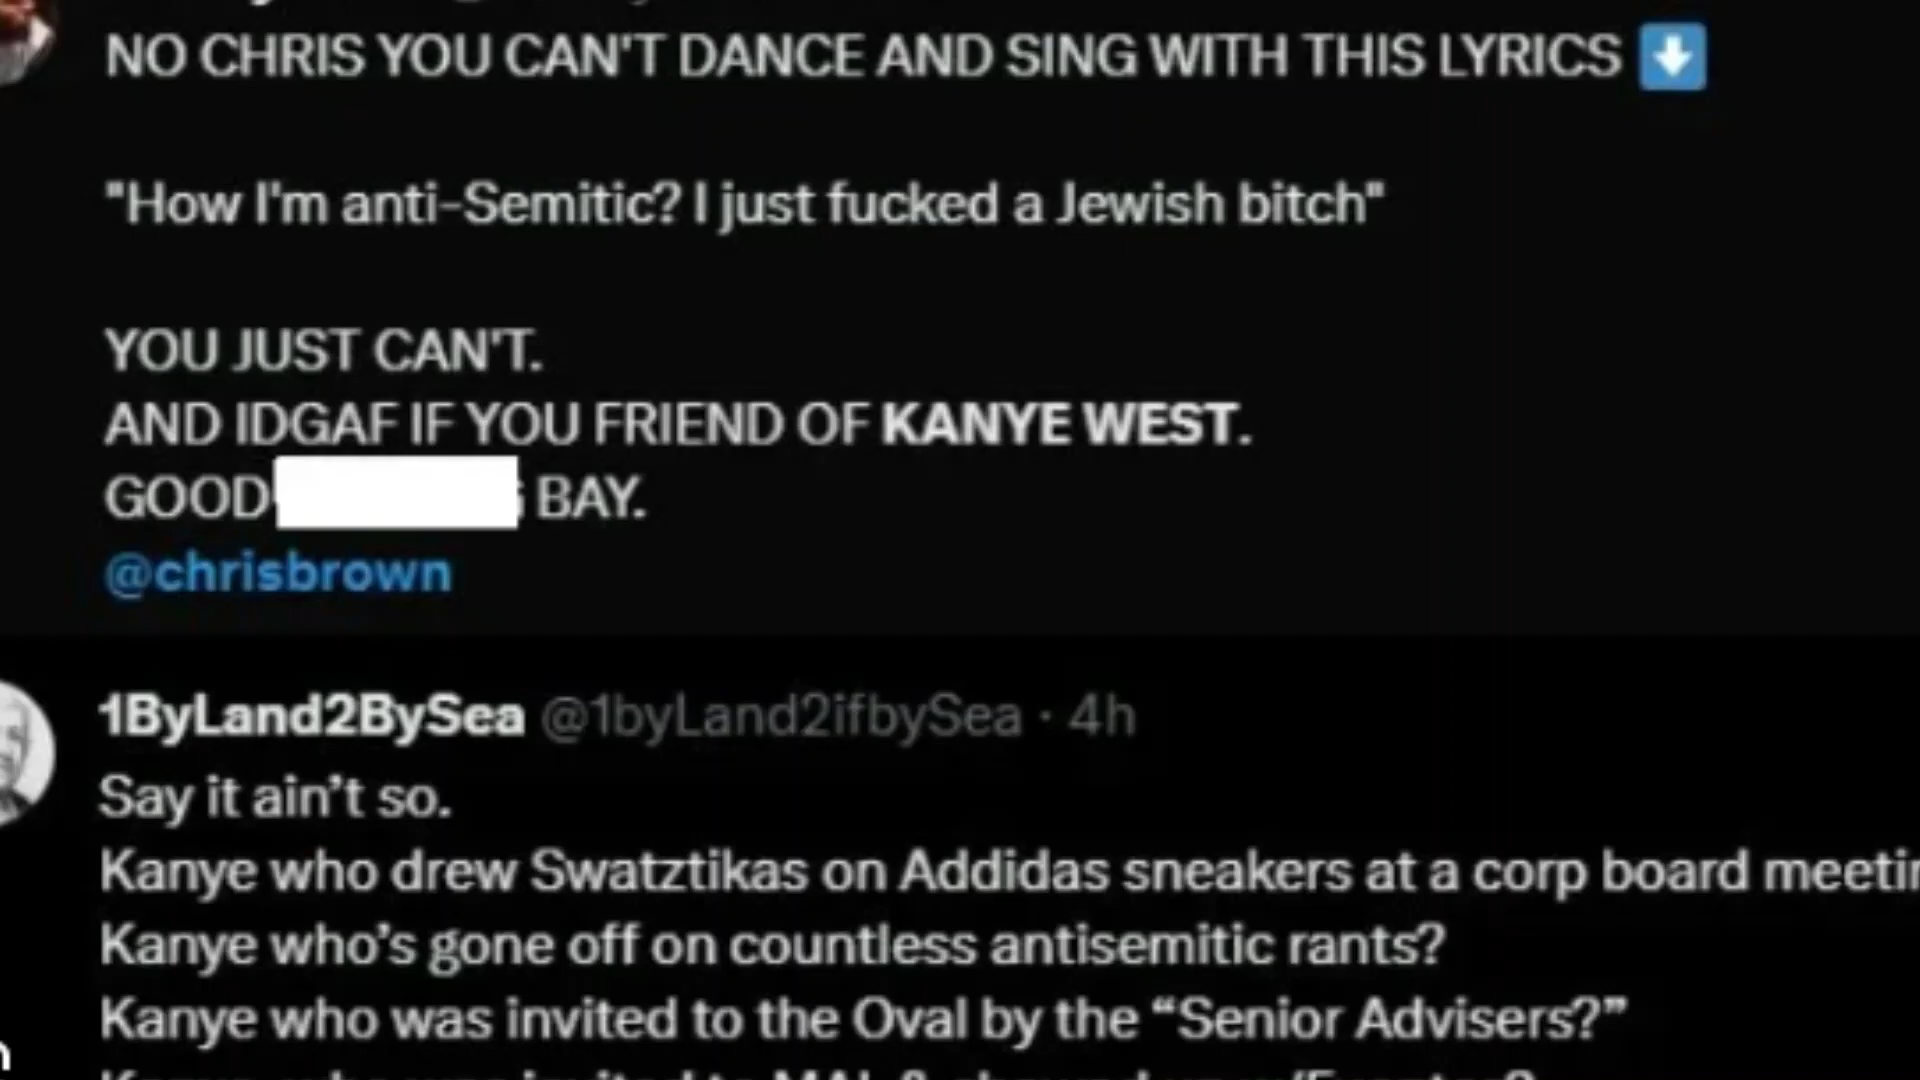 NO CHRIS YOU CAN'T DANCE AND SING WITH THIS LYRICS
"How I'm anti-Semitic? I just fucked a Jewish bitch"
YOU JUST CAN'T.
AND IDGAF IF YOU FRIEND OF KANYE WEST.
GOOD BAY.
@chrisbrown
1ByLand2BySea @1byLand2ifbySea · 4h
Say it ain't so.
Kanye who drew Swatztikas on Addidas sneakers at a corp board
Kanye who's gone off on countless antisemitic rants?
Kanye who was invited to the Oval by the “Senior Advisers?”